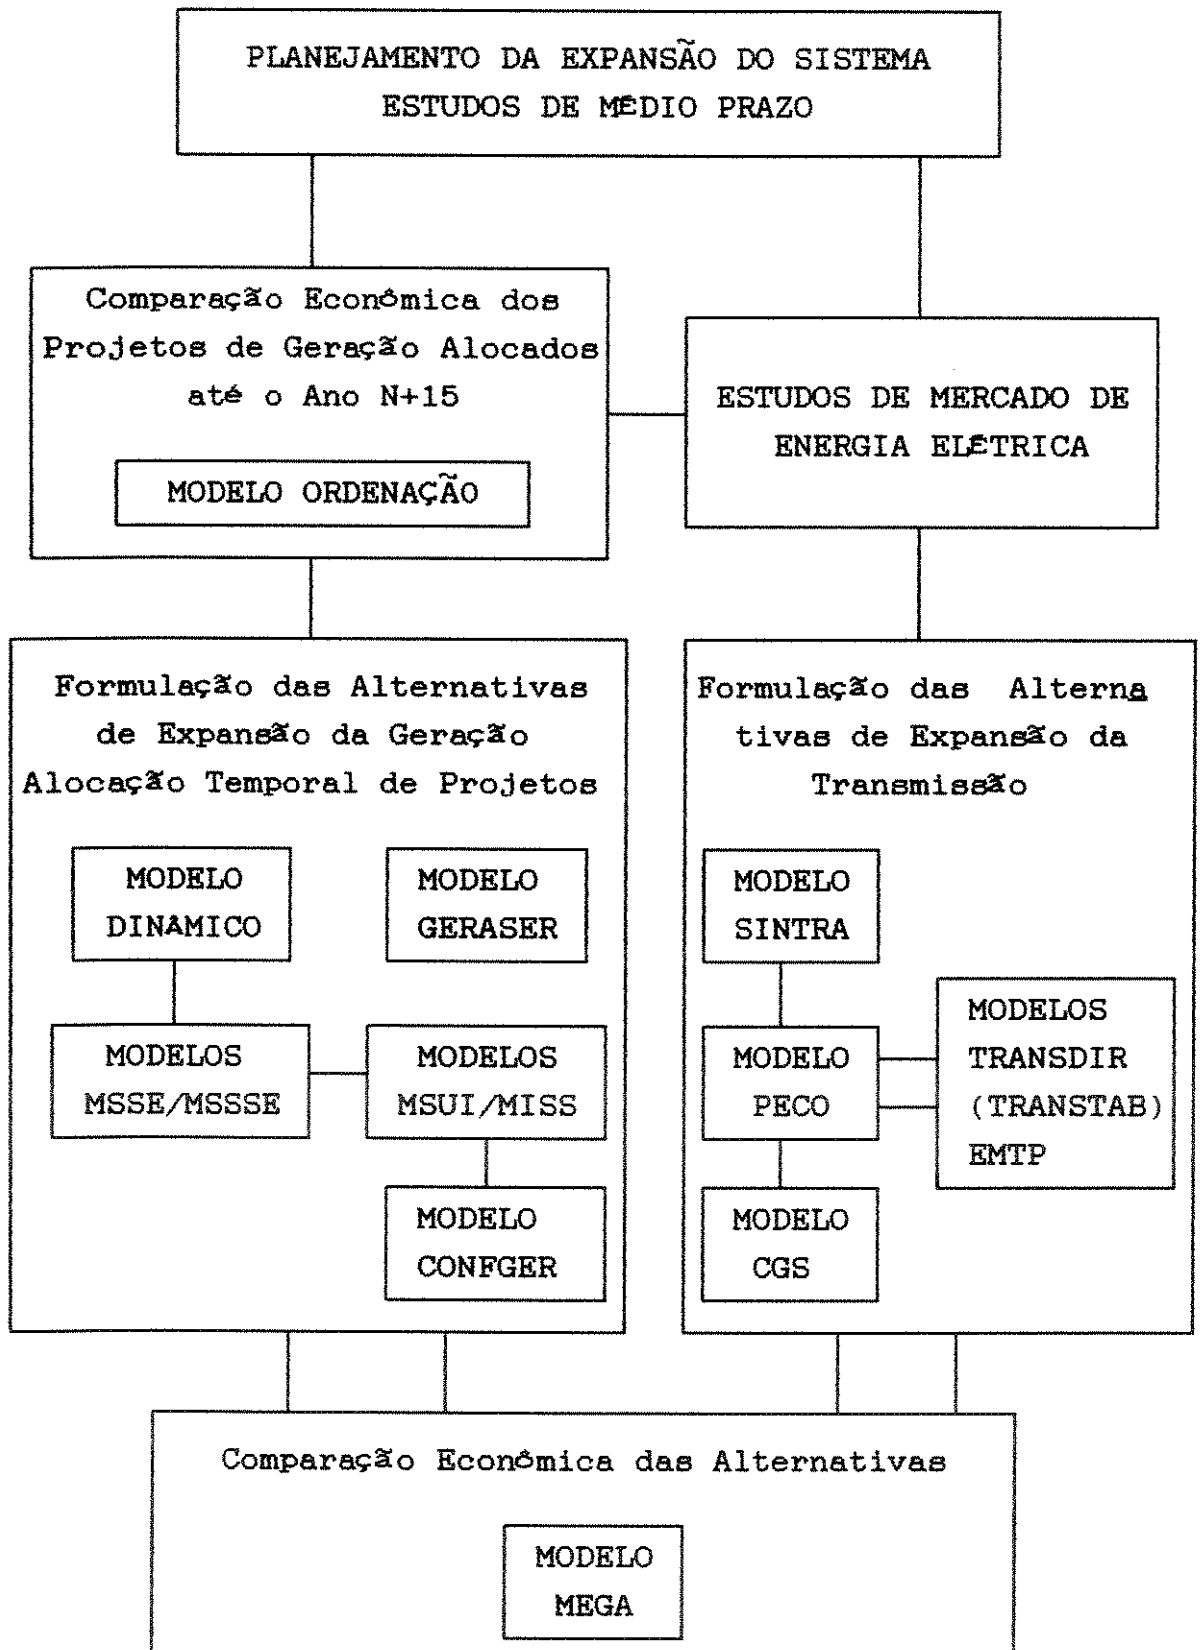 PLANEJAMENTO DA EXPANSÃO DO SISTEMA
ESTUDOS DE MÉDIO PRAZO
Comparação Econômica dos
Projetos de Geração Alocados
até o Ano N+15
MODELO ORDENAÇÃO
ESTUDOS DE MERCADO DE
ENERGIA ELÉTRICA
Formulação das Alternativas
de Expansão da Geração
Alocação Temporal de Projetos
MODELO
DINAMICO
MODELO
GERASER
MODELOS
MSSE/MSSSE
MODELOS
MSUI/MISS
MODELO
CONFGER
Formulação das Alterna
tivas de Expansão da
Transmissão
MODELO
SINTRA
MODELO
PECO
MODELOS
TRANSDIR
(TRANSTAB)
EMTP
MODELO
CGS
Comparação Econômica das Alternativas
MODELO
MEGA